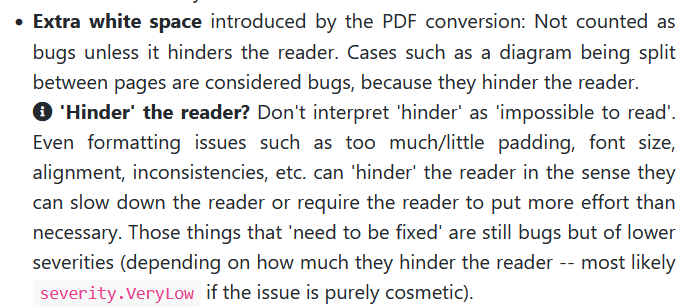 • Extra white space introduced by the PDF conversion: Not counted as
bugs unless it hinders the reader. Cases such as a diagram being split
between pages are considered bugs, because they hinder the reader.
'Hinder' the reader? Don't interpret 'hinder' as 'impossible to read'.
Even formatting issues such as too much/little padding, font size,
alignment, inconsistencies, etc. can 'hinder' the reader in the sense they
can slow down the reader or require the reader to put more effort than
necessary. Those things that 'need to be fixed' are still bugs but of lower
severities (depending on how much they hinder the reader -- most likely
severity.VeryLow if the issue is purely cosmetic).